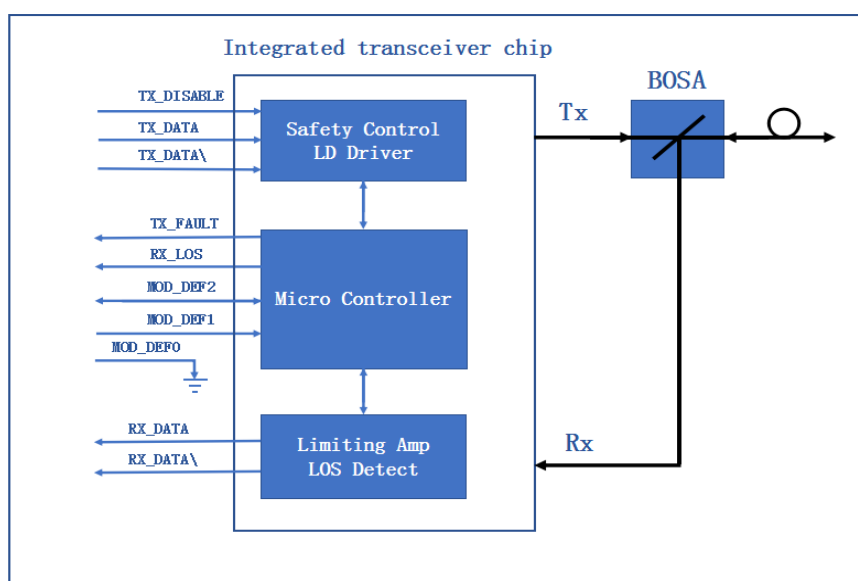 Integrated transceiver chip
BOSA
TX_DISABLE
TX_DATA
TX_DATA\
Safety Control
LD Driver
Tx
TX_FAULT
RX_LOS
MOD_DEF2
MOD_DEF1
MOD_DEF0
Micro Controller
RX_DATA
RX_DATA\
Limiting Amp
LOS Detect
Rx